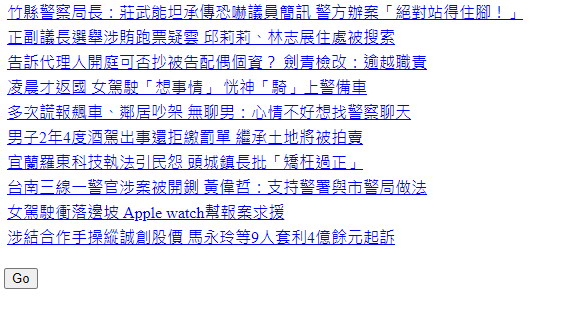 竹縣警察局長：莊武能坦承傳恐嚇議員簡訊 警方辦案「絕對站得住腳！」
正副議長選舉涉賄跑票疑雲 邱莉莉、林志展住處被搜索
告訴代理人開庭可否抄被告配偶個資？ 劍青檢改：逾越職責
凌晨才返國 女駕駛「想事情」 恍神「騎」上警備車
多次謊報飆車、鄰居吵架 無聊男：心情不好想找警察聊天
男子2年4度酒駕出事還拒繳罰單 繼承土地將被拍賣
宜蘭羅東科技執法引民怨 頭城鎮長批「矯枉過正」
台南三線一警官涉案被開鍘 黃偉哲：支持警署與市警局做法
女駕駛衝落邊坡 Apple watch幫報案求援
涉結合作手操縱誠創股價 馬永玲等9人套利4億餘元起訴
Go